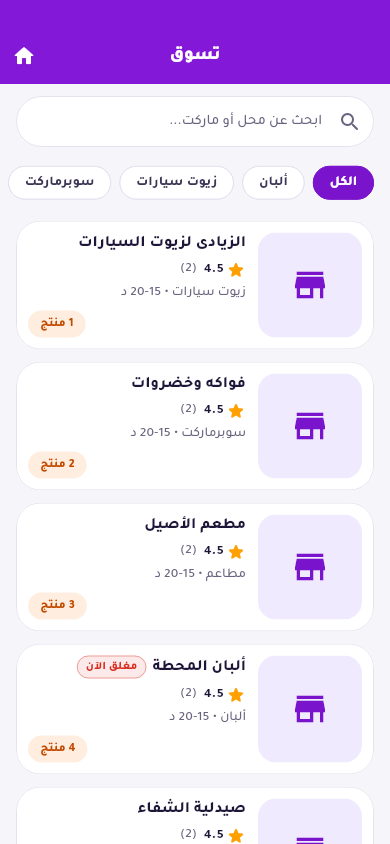 تسوق
ابحث عن محل أو ماركت...
الكل
ألبان
زيوت سيارات
سوبرماركت
الزيادى لزيوت السيارات
4.5 (2)
زيوت سيارات • 15-20 د
1 منتج
فواكه وخضروات
4.5 (2)
سوبرماركت • 15-20 د
2 منتج
مطعم الأصيل
4.5 (2)
مطاعم • 15-20 د
3 منتج
ألبان المحطة مغلق الآن
4.5 (2)
ألبان • 15-20 د
4 منتج
صيدلية الشفاء
4.5 (2)